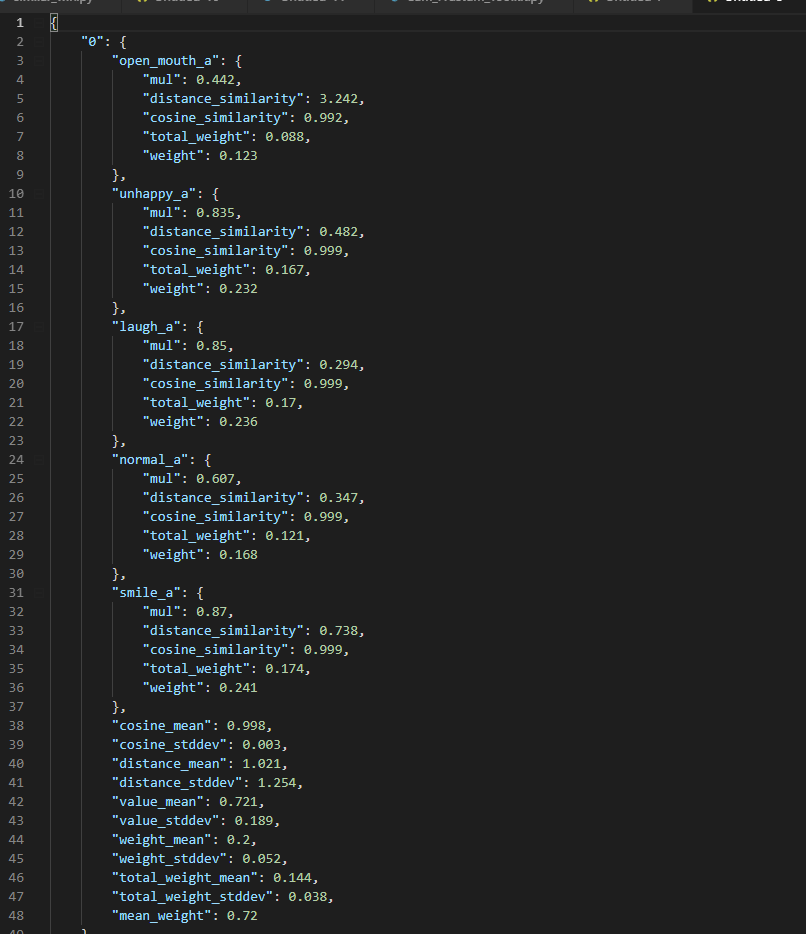 1 {
2 "0": {
3 "open_mouth_a": {
4 "mul": 0.442,
5 "distance_similarity": 3.242,
6 "cosine_similarity": 0.992,
7 "total_weight": 0.088,
8 "weight": 0.123
9 },
10 "unhappy_a": {
11 "mul": 0.835,
12 "distance_similarity": 0.482,
13 "cosine_similarity": 0.999,
14 "total_weight": 0.167,
15 "weight": 0.232
16 },
17 "laugh_a": {
18 "mul": 0.85,
19 "distance_similarity": 0.294,
20 "cosine_similarity": 0.999,
21 "total_weight": 0.17,
22 "weight": 0.236
23 },
24 "normal_a": {
25 "mul": 0.607,
26 "distance_similarity": 0.347,
27 "cosine_similarity": 0.999,
28 "total_weight": 0.121,
29 "weight": 0.168
30 },
31 "smile_a": {
32 "mul": 0.87,
33 "distance_similarity": 0.738,
34 "cosine_similarity": 0.999,
35 "total_weight": 0.174,
36 "weight": 0.241
37 },
38 "cosine_mean": 0.998,
39 "cosine_stddev": 0.003,
40 "distance_mean": 1.021,
41 "distance_stddev": 1.254,
42 "value_mean": 0.721,
43 "value_stddev": 0.189,
44 "weight_mean": 0.2,
45 "weight_stddev": 0.052,
46 "total_weight_mean": 0.144,
47 "total_weight_stddev": 0.038,
48 "mean_weight": 0.72